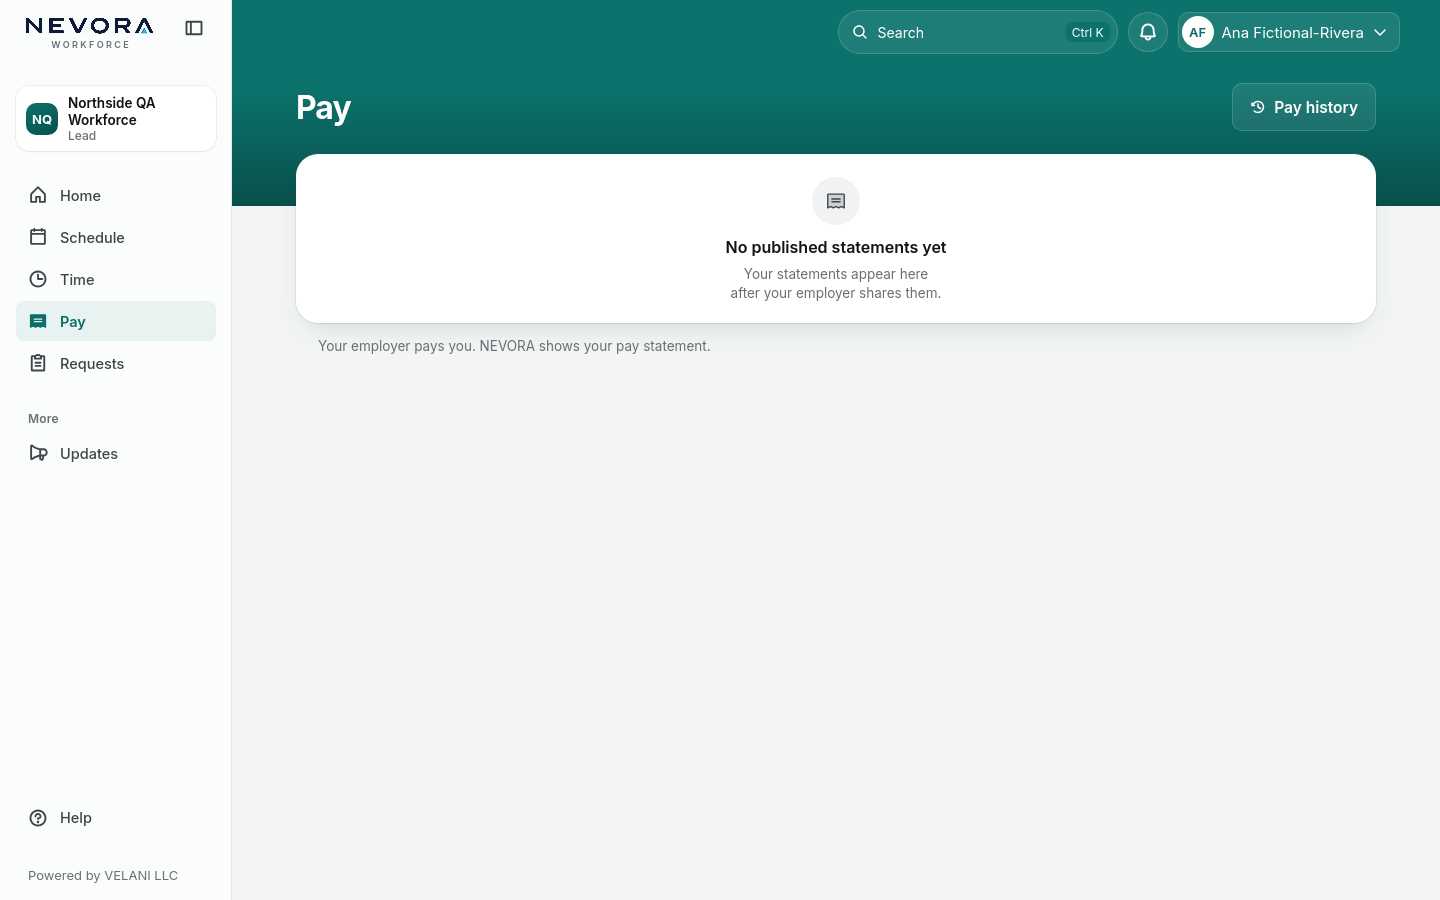 NEVORA
WORKFORCE
Search
Ctrl K
AF
Ana Fictional-Rivera
NQ
Northside QA
Workforce
Lead
Home
Schedule
Time
Pay
Requests
More
Updates
Help
Powered by VELANI LLC
Pay
Pay history
No published statements yet
Your statements appear here
after your employer shares them.
Your employer pays you. NEVORA shows your pay statement.